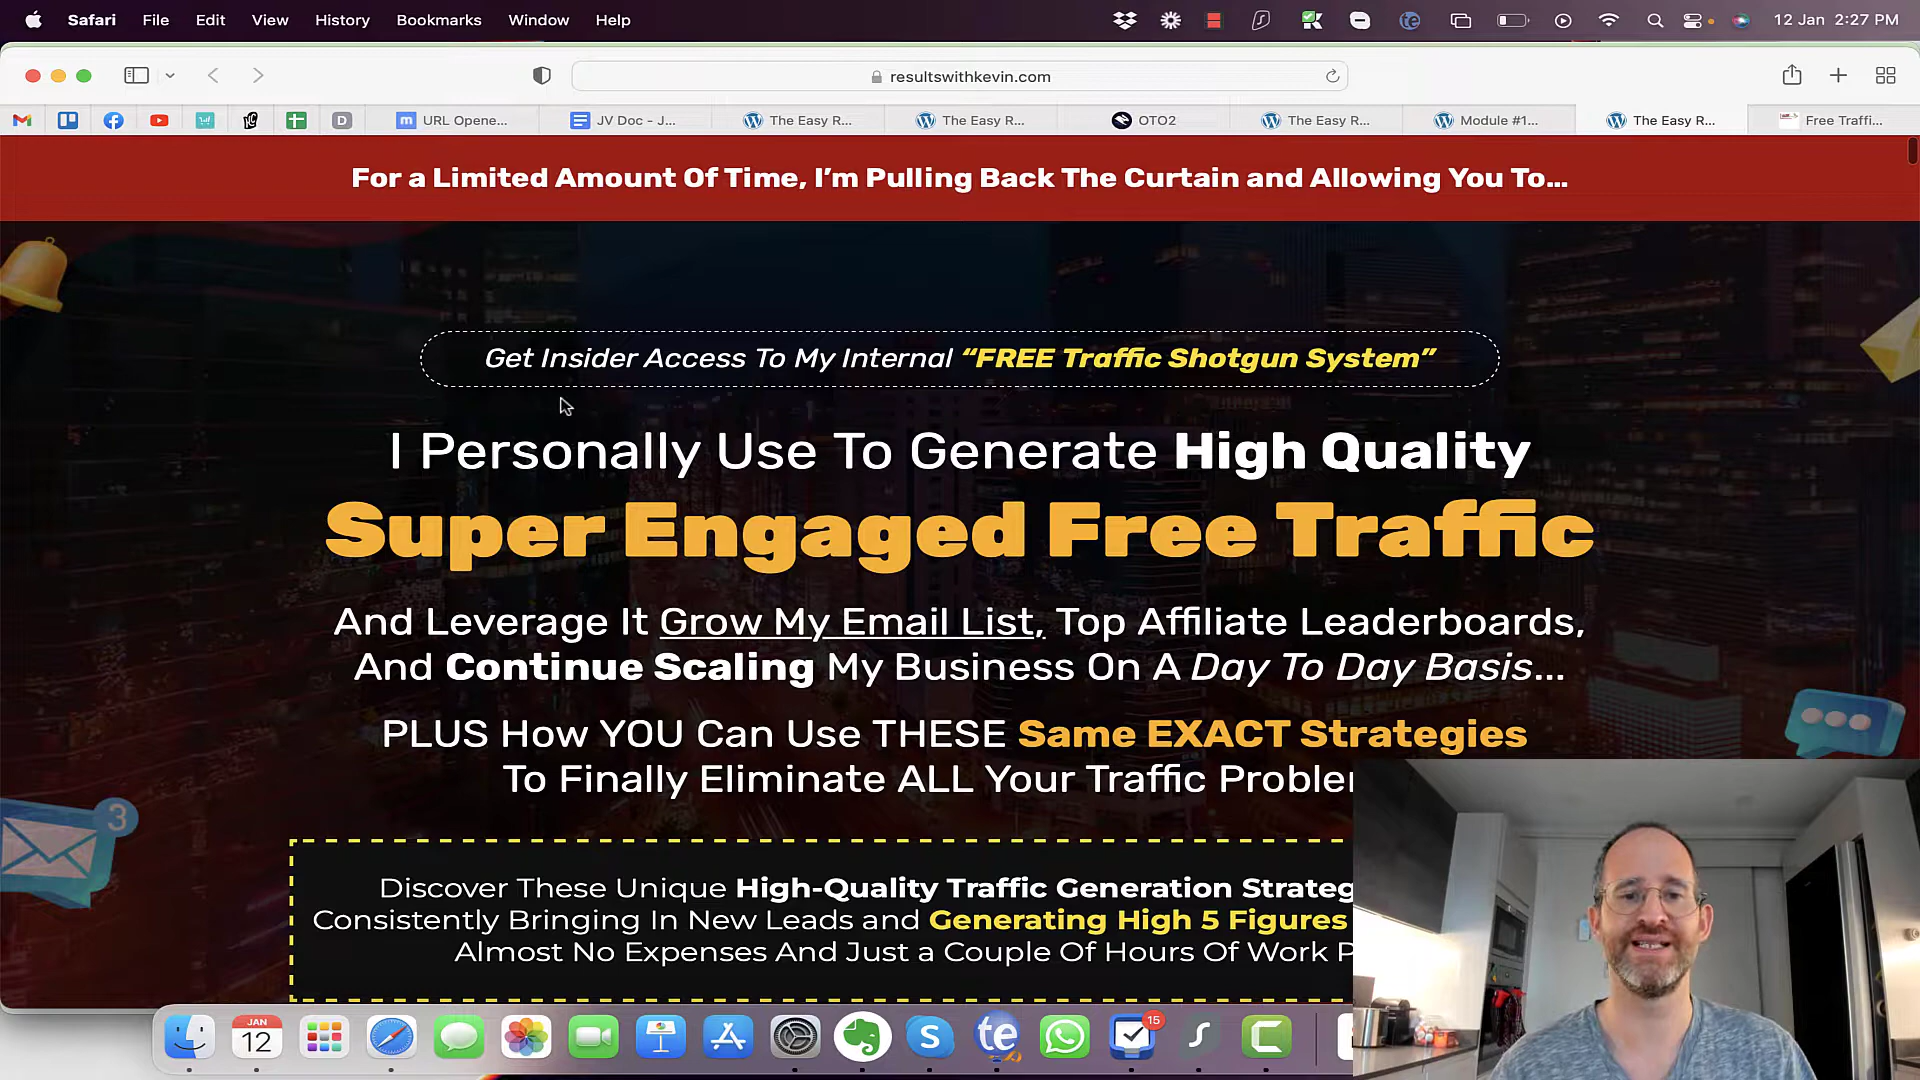 Safari File Edit View History Bookmarks Window Help 12 Jan 2:27 PM
resultswithkevin.com
D URL Opene... JV Doc - J... The Easy R... The Easy R... OTO2 The Easy R... Module #1... The Easy R... Free Traffi...
For a Limited Amount Of Time, I’m Pulling Back The Curtain and Allowing You To...
Get Insider Access To My Internal “FREE Traffic Shotgun System”
I Personally Use To Generate High Quality
Super Engaged Free Traffic
And Leverage It Grow My Email List, Top Affiliate Leaderboards,
And Continue Scaling My Business On A Day To Day Basis...
PLUS How YOU Can Use THESE Same EXACT Strategies
To Finally Eliminate ALL Your Traffic Problem
3
Discover These Unique High-Quality Traffic Generation Strateg
Consistently Bringing In New Leads and Generating High 5 Figures
Almost No Expenses And Just a Couple Of Hours Of Work P
JAN
12
te
15